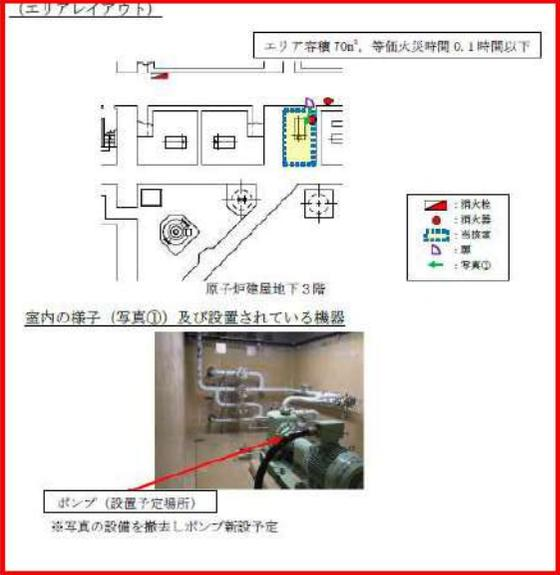 (エリアレイアウト)
エリア容積70m³, 等価火災時間0.1時間以下
:消火栓
:消火器
:当該室
:扉
:写真①
原子炉建屋地下3階
室内の様子(写真①)及び設置されている機器
ポンプ(設置予定場所)
※写真の設備を撤去しポンプ新設予定